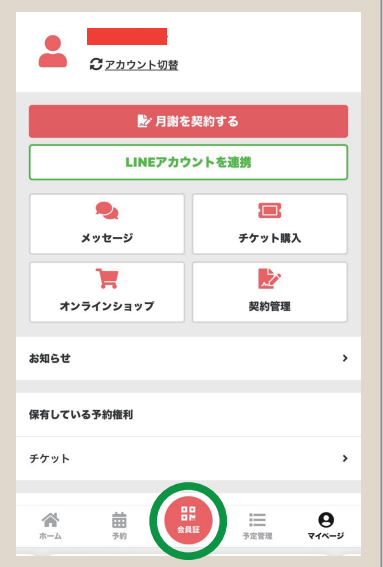 アカウント切替
月謝を契約する
LINEアカウントを連携
メッセージ
チケット購入
オンラインショップ
契約管理
お知らせ
保有している予約権利
チケット
ホーム
予約
会員証
予定管理
マイページ